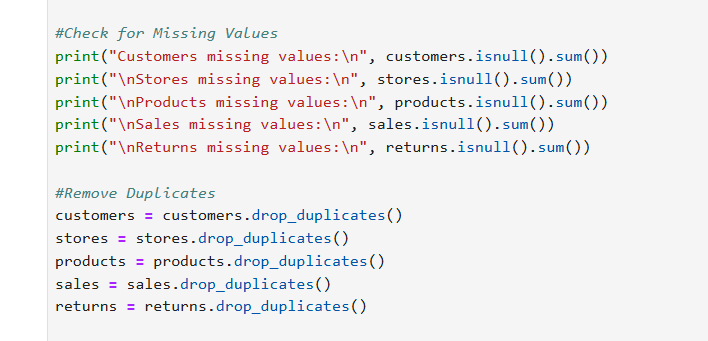 #Check for Missing Values
print("Customers missing values:\n", customers.isnull().sum())
print("\nStores missing values:\n", stores.isnull().sum())
print("\nProducts missing values:\n", products.isnull().sum())
print("\nSales missing values:\n", sales.isnull().sum())
print("\nReturns missing values:\n", returns.isnull().sum())
#Remove Duplicates
customers = customers.drop_duplicates()
stores = stores.drop_duplicates()
products = products.drop_duplicates()
sales = sales.drop_duplicates()
returns = returns.drop_duplicates()